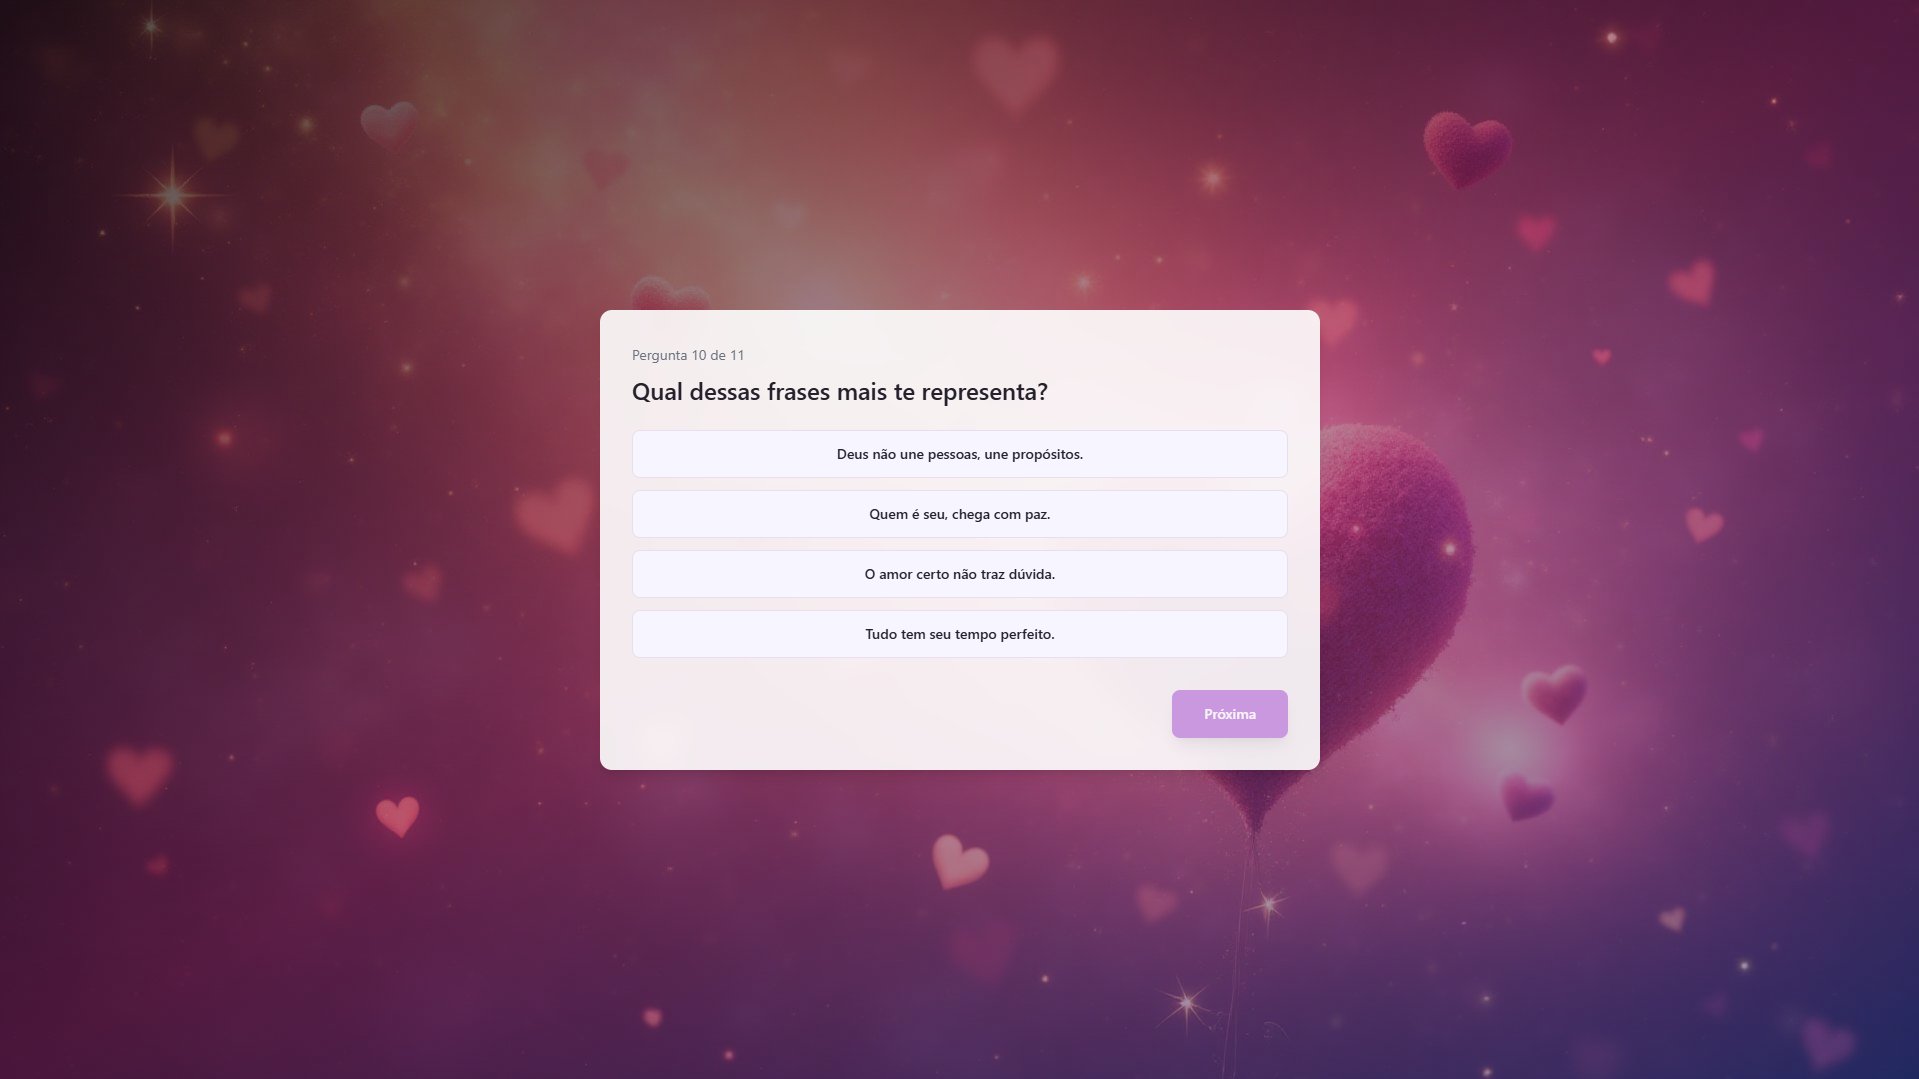 Pergunta 10 de 11
Qual dessas frases mais te representa?
Deus não une pessoas, une propósitos.
Quem é seu, chega com paz.
O amor certo não traz dúvida.
Tudo tem seu tempo perfeito.
Próxima